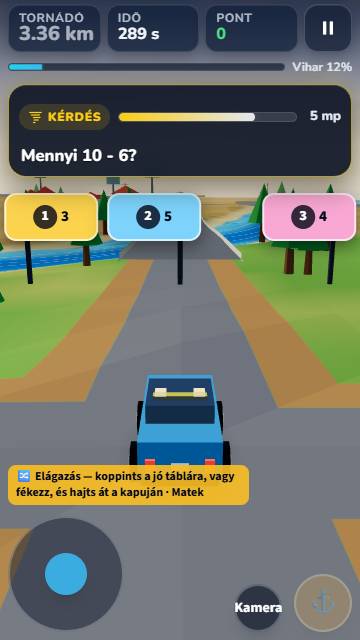 TORNÁDÓ
3.36 km
IDŐ
289 s
PONT
0
Vihar 12%
KÉRDÉS
5 mp
Mennyi 10 - 6?
1 3
2 5
3 4
Elágazás — koppints a jó táblára, vagy
fékezz, és hajts át a kapuján · Matek
Kamera